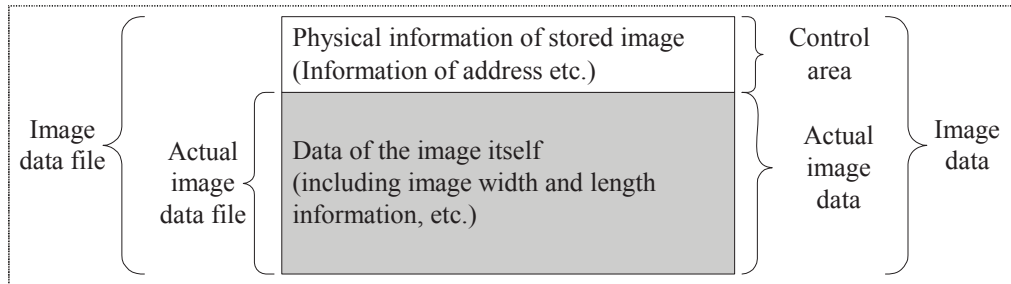 Image
data file
Actual
image
data file
Physical information of stored image
(Information of address etc.)
Data of the image itself
(including image width and length
information, etc.)
Control
area
Actual
image
data
Image
data